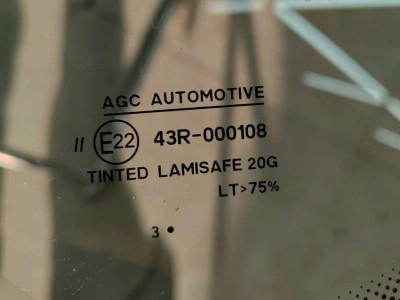 AGC AUTOMOTIVE
II E22 43R-000108
TINTED LAMISAFE 20G
LT>75%
3 •